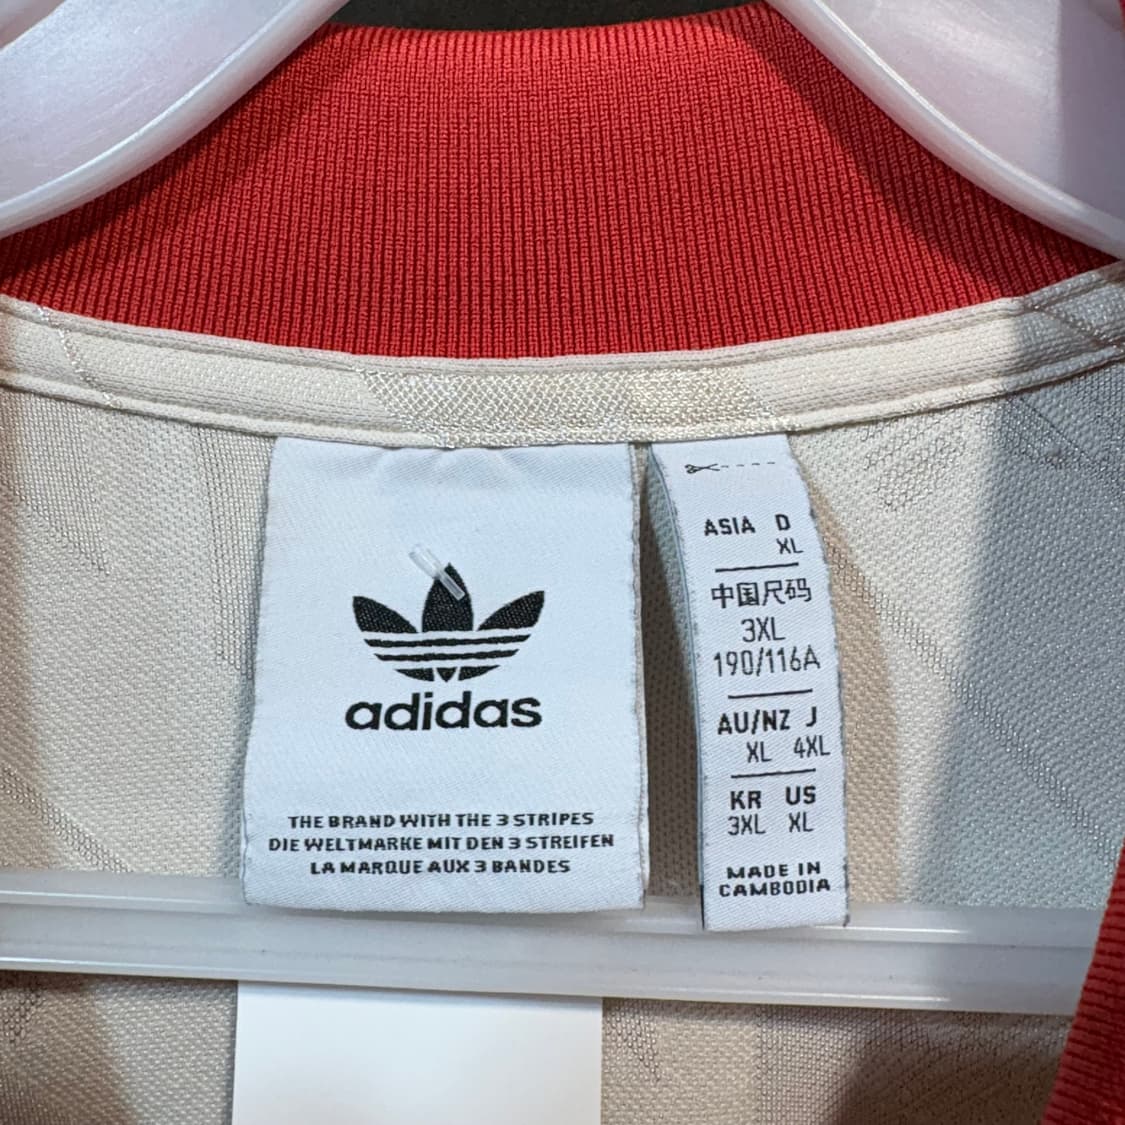 adidas
THE BRAND WITH THE 3 STRIPES
DIE WELTMARKE MIT DEN 3 STREIFEN
LA MARQUE AUX 3 BANDES
ASIA D
XL
中国尺码
3XL
190/116A
AU/NZ J
XL 4XL
KR US
3XL XL
MADE IN
CAMBODIA